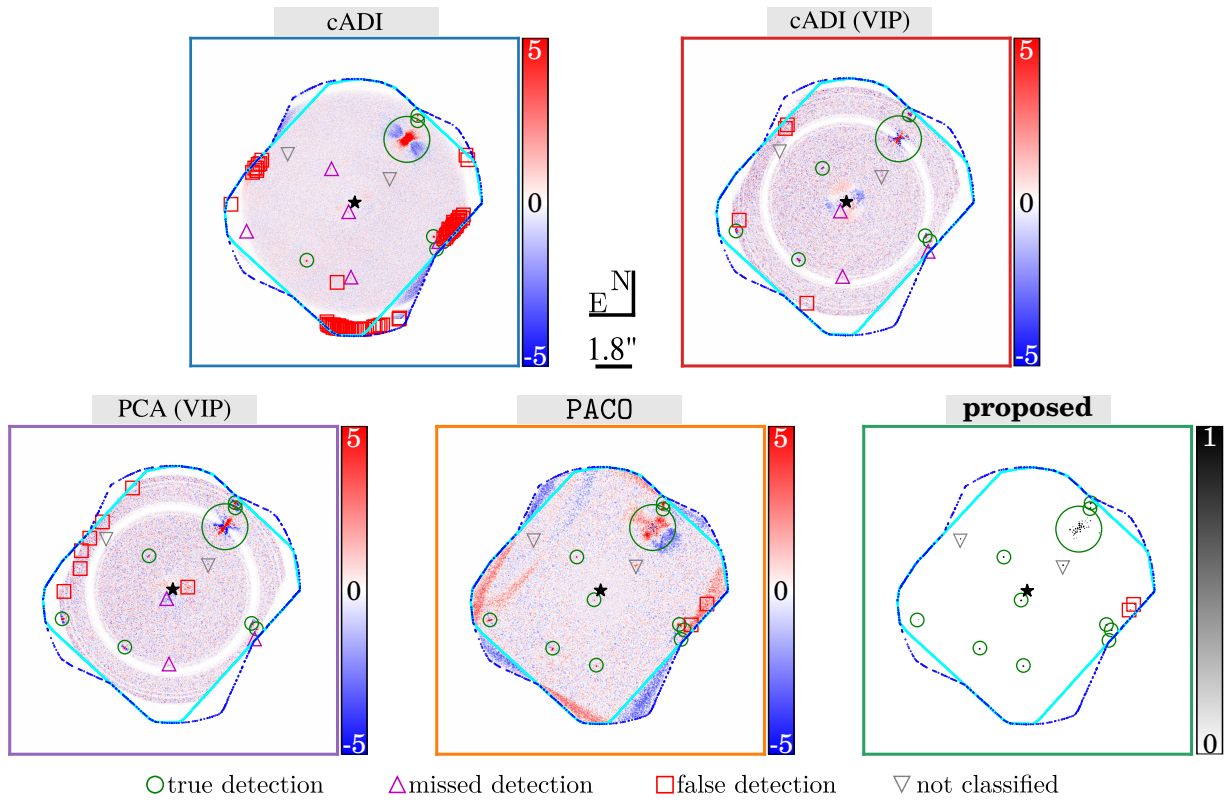 cADI
cADI (VIP)
5
0
-5
5
0
-5
N
E
1.8"
PCA (VIP)
PACO
proposed
5
0
-5
5
0
-5
1
0
true detection
missed detection
false detection
not classified